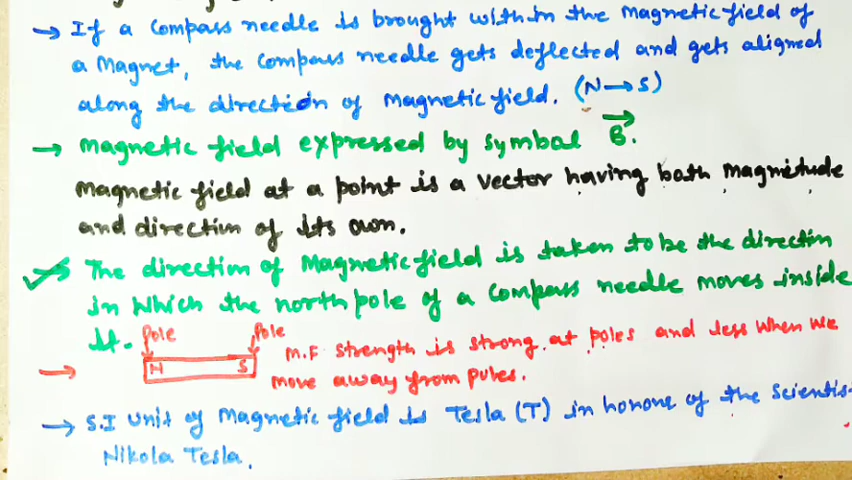 → If a compass needle is brought within the magnetic field of
a Magnet, the compass needle gets deflected and gets aligned
along the direction of magnetic field. (N→S)
→ Magnetic field expressed by symbol B.
Magnetic field at a point is a vector having both magnitude
and direction of its own.
The direction of Magnetic field is taken to be the direction
in which the north pole of a compass needle moves inside
it.
Pole Pole
N S
→ M.F strength is strong at poles and less when we
move away from poles.
→ S.I unit of Magnetic field is Tesla (T) in honour of the Scientis
Nikola Tesla.